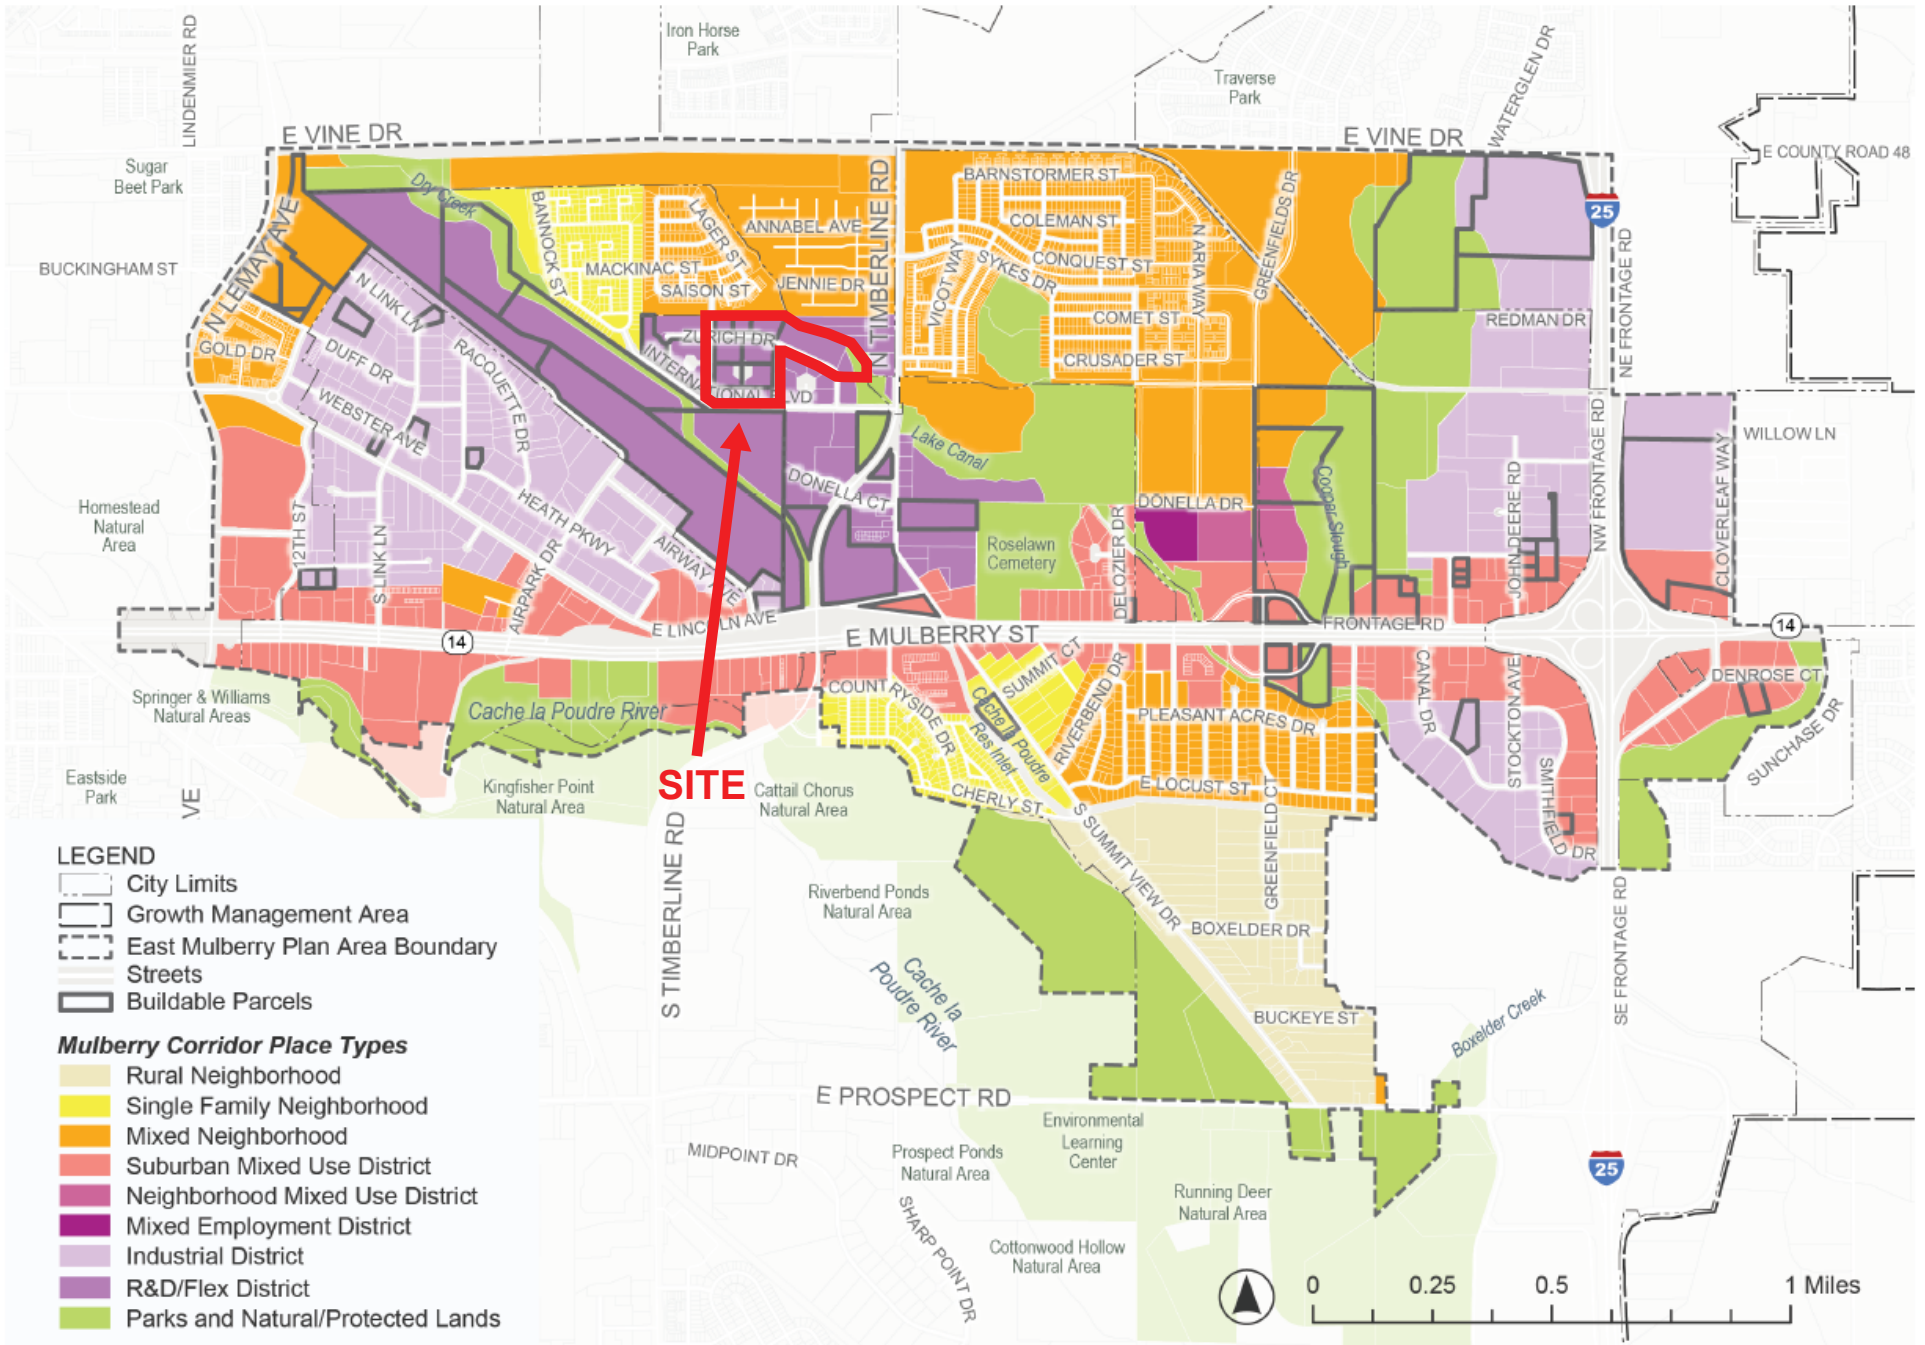 LINDENMIER RD
Iron Horse
Park
Traverse
Park
WATERGLEN DR
E VINE DR
E VINE DR
E COUNTY ROAD 48
Sugar
Beet Park
Dry Creek
BANNOCK ST
LAGER ST
ANNABEL AVE
N TIMBERLINE RD
BARNSTORMER ST
COLEMAN ST
N ARIA WAY
GREENFIELDS DR
25
BUCKINGHAM ST
N LEMAY AVE
MACKINAC ST
SAISON ST
JENNIE DR
VICOT WAY
SYKES DR
CONQUEST ST
COMET ST
CRUSADER ST
REDMAN DR
NE FRONTAGE RD
N LINK LN
ZURICH DR
INTERNATIONAL BLVD
GOLD DR
DUFF DR
RACQUETTE DR
WEBSTER AVE
Lake Canal
WILLOW LN
Homestead
Natural
Area
12TH ST
S LINK LN
HEATH PKWY
AIRPARK DR
AIRWAY AVE
DONELLA CT
DONELLA DR
Cooper Slough
JOHN DEERE RD
NW FRONTAGE RD
CLOVERLEAF WAY
Roselawn
Cemetery
DELOZIER DR
E LINCOLN AVE
14
E MULBERRY ST
FRONTAGE RD
14
Springer & Williams
Natural Areas
Cache la Poudre River
COUNTRYSIDE DR
SUMMIT CT
Cache la Poudre
Res Inlet
RIVERBEND DR
PLEASANT ACRES DR
CANAL DR
STOCKTON AVE
SMITHFIELD DR
DENROSE CT
SUNCHASE DR
Eastside
Park
VE
Kingfisher Point
Natural Area
SITE
Cattail Chorus
Natural Area
CHERLY ST
E LOCUST ST
GREENFIELD CT
S SUMMIT VIEW DR
S TIMBERLINE RD
Riverbend Ponds
Natural Area
BOXELDER DR
SE FRONTAGE RD
Cache la
Poudre River
BUCKEYE ST
Boxelder Creek
E PROSPECT RD
Environmental
Learning
Center
MIDPOINT DR
Prospect Ponds
Natural Area
SHARP POINT DR
Running Deer
Natural Area
25
Cottonwood Hollow
Natural Area
LEGEND
City Limits
Growth Management Area
East Mulberry Plan Area Boundary
Streets
Buildable Parcels
Mulberry Corridor Place Types
Rural Neighborhood
Single Family Neighborhood
Mixed Neighborhood
Suburban Mixed Use District
Neighborhood Mixed Use District
Mixed Employment District
Industrial District
R&D/Flex District
Parks and Natural/Protected Lands
0 0.25 0.5 1 Miles